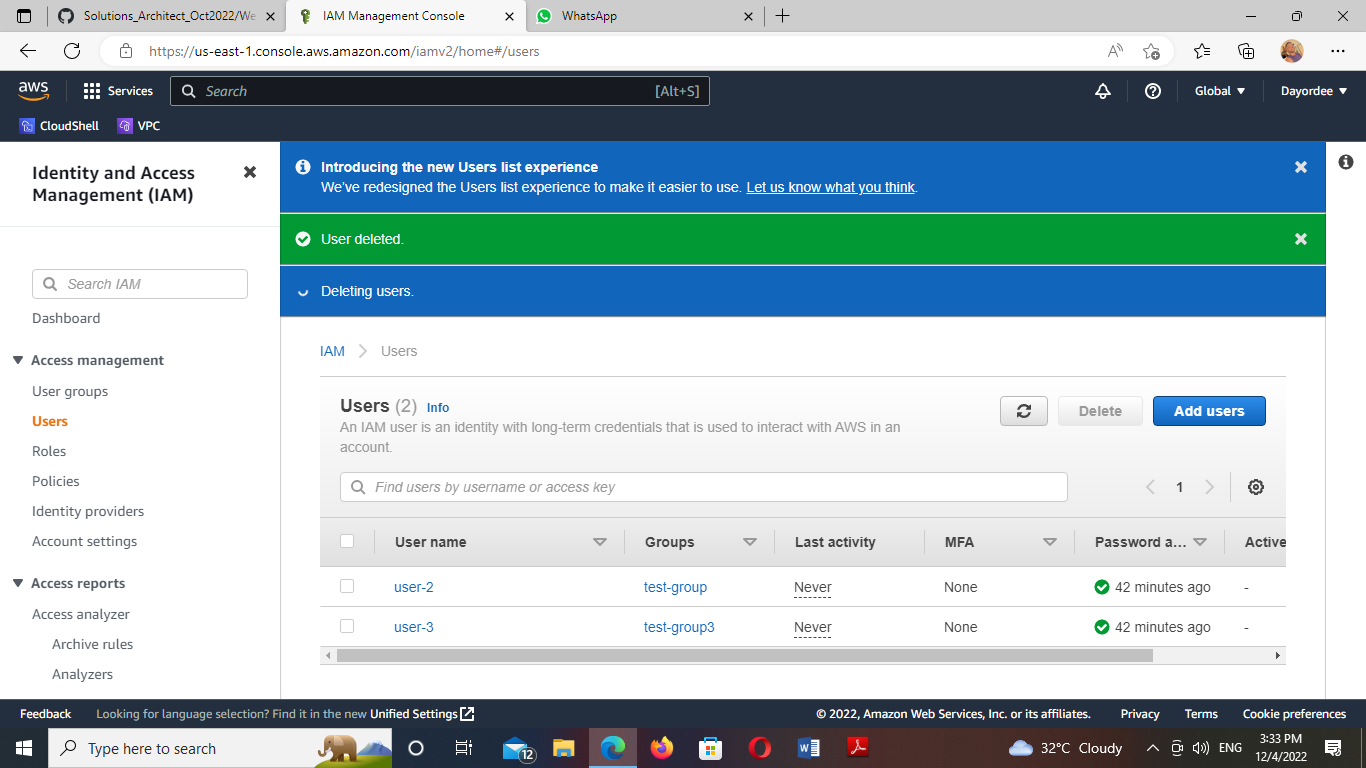 Solutions_Architect_Oct2022/We
IAM Management Console
WhatsApp
https://us-east-1.console.aws.amazon.com/iamv2/home#/users
aws
Services
Search
[Alt+S]
Global
Dayordee
CloudShell
VPC
Identity and Access
Management (IAM)
Search IAM
Dashboard
Access management
User groups
Users
Roles
Policies
Identity providers
Account settings
Access reports
Access analyzer
Archive rules
Analyzers
Introducing the new Users list experience
We've redesigned the Users list experience to make it easier to use. Let us know what you think.
User deleted.
Deleting users.
IAM
Users
Users (2) Info
An IAM user is an identity with long-term credentials that is used to interact with AWS in an
account.
Delete
Add users
Find users by username or access key
1
User name Groups Last activity MFA Password a... Active
user-2 test-group Never None 42 minutes ago -
user-3 test-group3 Never None 42 minutes ago -
Feedback
Looking for language selection? Find it in the new Unified Settings
© 2022, Amazon Web Services, Inc. or its affiliates.
Privacy
Terms
Cookie preferences
Type here to search
12
32°C Cloudy
ENG
3:33 PM
12/4/2022